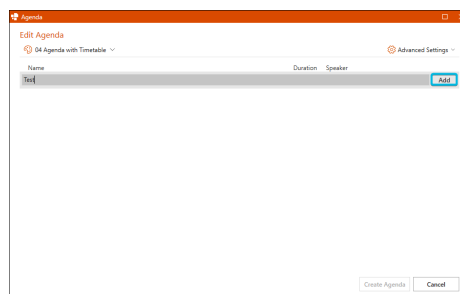 Agenda
Edit Agenda
04 Agenda with Timetable
Advanced Settings
Name Duration Speaker
Test
Add
Create Agenda Cancel